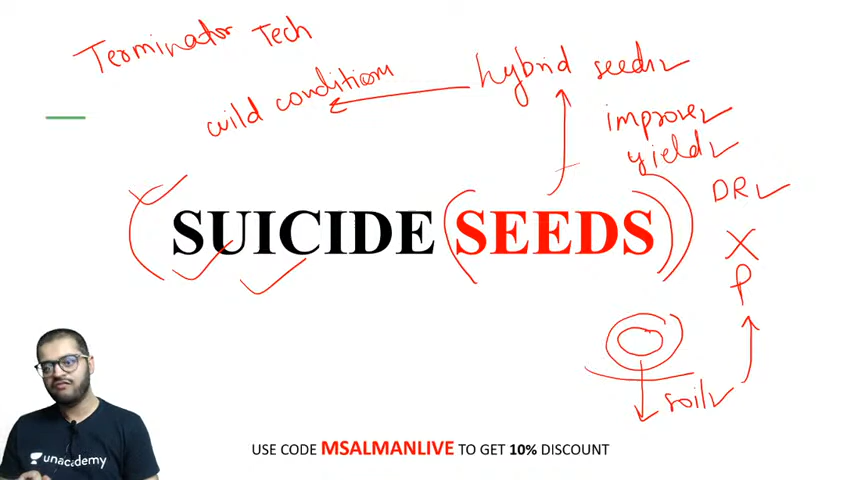 Terminator Tech
hybrid seeds
wild condition
improve
yield
DR
SUICIDE SEEDS
X
P
soil
unacademy
USE CODE MSALMANLIVE TO GET 10% DISCOUNT